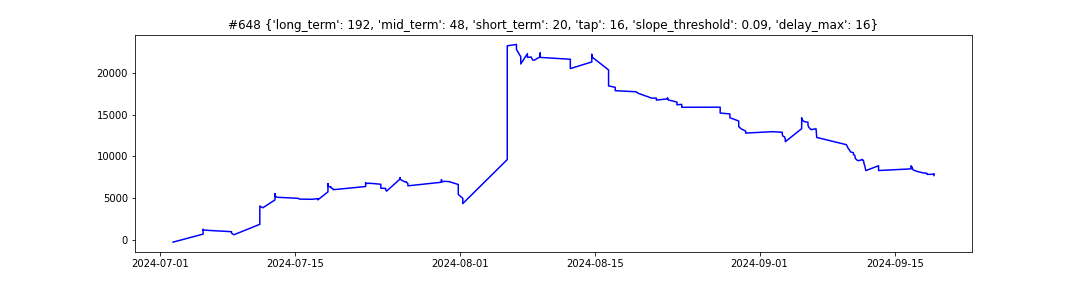 #648 {'long_term': 192, 'mid_term': 48, 'short_term': 20, 'tap': 16, 'slope_threshold': 0.09, 'delay_max': 16}
20000
15000
10000
5000
0
2024-07-01 2024-07-15 2024-08-01 2024-08-15 2024-09-01 2024-09-15